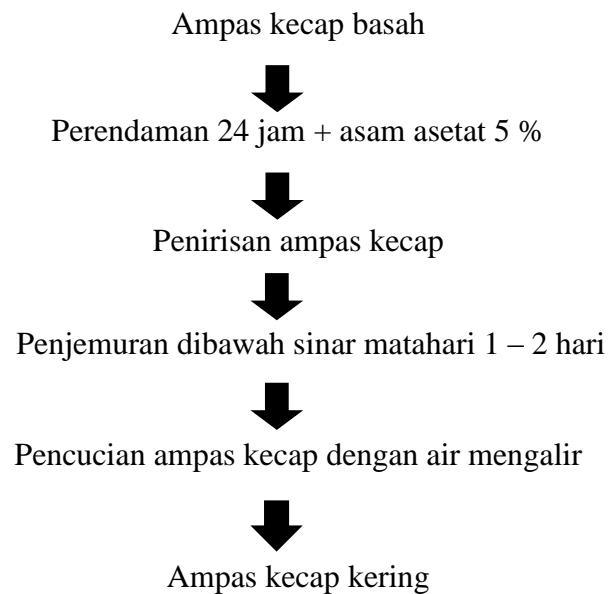 Ampas kecap basah
Perendaman 24 jam + asam asetat 5 %
Penirisan ampas kecap
Penjemuran dibawah sinar matahari 1 – 2 hari
Pencucian ampas kecap dengan air mengalir
Ampas kecap kering